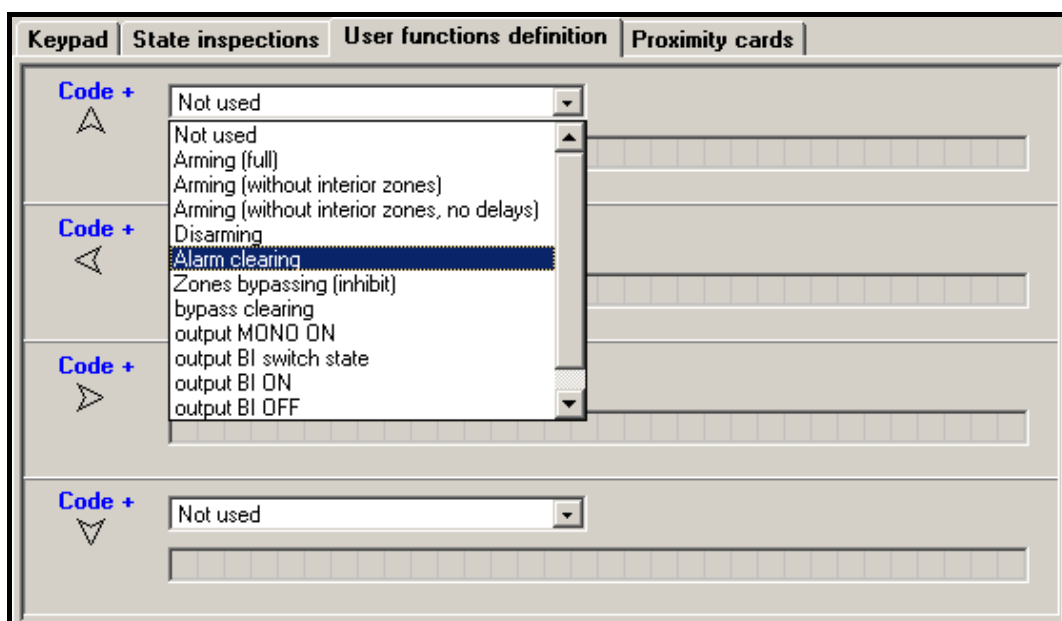 Keypad State inspections User functions definition Proximity cards
Code +
Not used
Not used
Arming (full)
Arming (without interior zones)
Arming (without interior zones, no delays)
Code +
Disarming
Alarm clearing
Zones bypassing (inhibit)
bypass clearing
output MONO ON
output BI switch state
Code +
output BI ON
output BI OFF
Code +
Not used